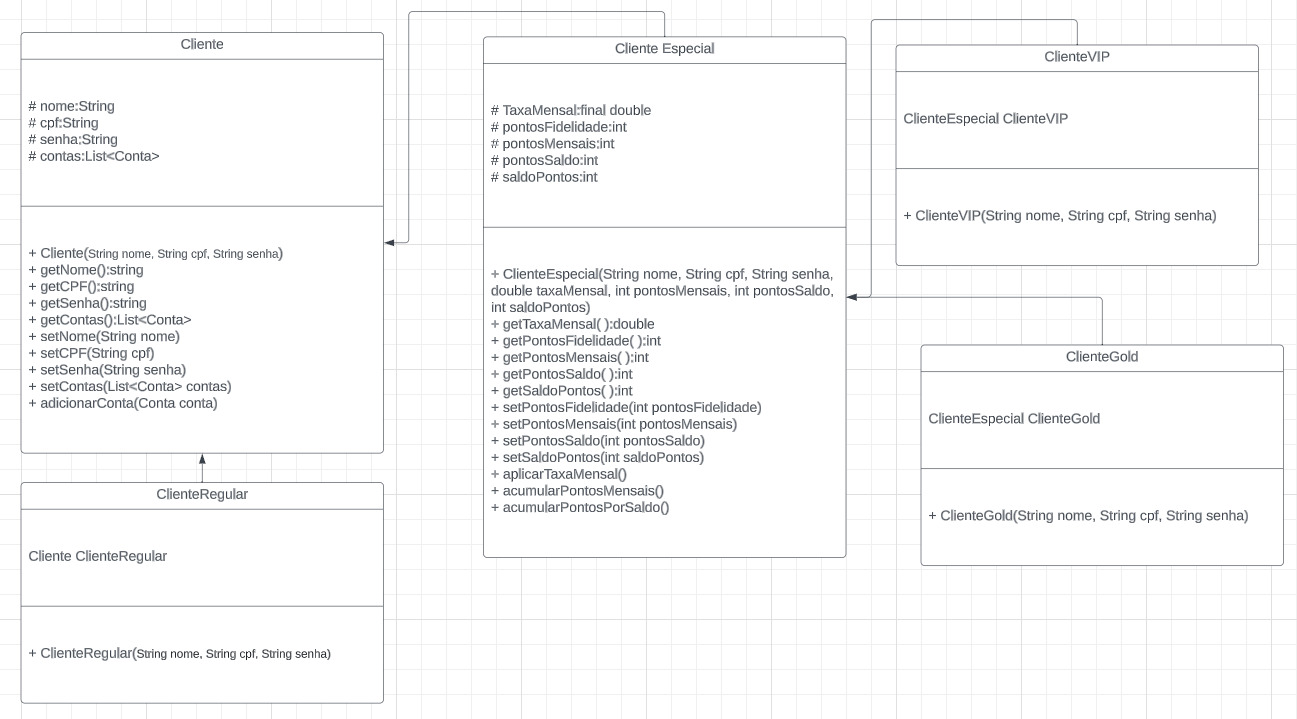 Cliente
# nome:String
# cpf:String
# senha:String
# contas:List<Conta>
+ Cliente(String nome, String cpf, String senha)
+ getNome():string
+ getCPF():string
+ getSenha():string
+ getContas():List<Conta>
+ setNome(String nome)
+ setCPF(String cpf)
+ setSenha(String senha)
+ setContas(List<Conta> contas)
+ adicionarConta(Conta conta)
ClienteRegular
Cliente ClienteRegular
+ ClienteRegular(String nome, String cpf, String senha)
Cliente Especial
# TaxaMensal:final double
# pontosFidelidade:int
# pontosMensais:int
# pontosSaldo:int
# saldoPontos:int
+ ClienteEspecial(String nome, String cpf, String senha,
double taxaMensal, int pontosMensais, int pontosSaldo,
int saldoPontos)
+ getTaxaMensal( ):double
+ getPontosFidelidade( ):int
+ getPontosMensais( ):int
+ getPontosSaldo( ):int
+ getSaldoPontos( ):int
+ setPontosFidelidade(int pontosFidelidade)
+ setPontosMensais(int pontosMensais)
+ setPontosSaldo(int pontosSaldo)
+ setSaldoPontos(int saldoPontos)
+ aplicarTaxaMensal()
+ acumularPontosMensais()
+ acumularPontosPorSaldo()
ClienteVIP
ClienteEspecial ClienteVIP
+ ClienteVIP(String nome, String cpf, String senha)
ClienteGold
ClienteEspecial ClienteGold
+ ClienteGold(String nome, String cpf, String senha)